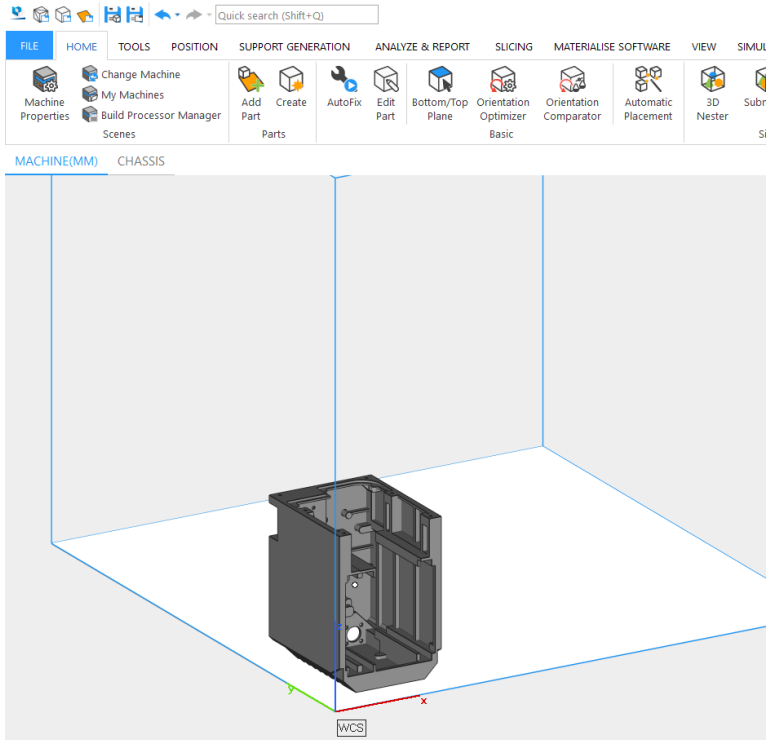 Quick search (Shift+Q)
FILE HOME TOOLS POSITION SUPPORT GENERATION ANALYZE & REPORT SLICING MATERIALISE SOFTWARE VIEW
Change Machine
My Machines
Build Processor Manager
Machine Properties
Scenes
Add Part
Create
Parts
AutoFix
Edit Part
Bottom/Top Plane
Orientation Optimizer
Orientation Comparator
Basic
Automatic Placement
3D Nester
MACHINE(MM) CHASSIS
y
x
WCS